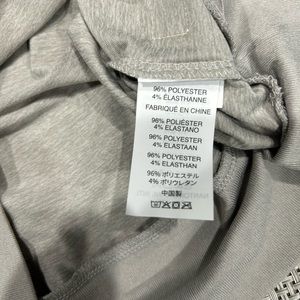 96% POLYESTER
4% ÉLASTHANNE
FABRIQUÉ EN CHINE
96% POLIÉSTER
4% ELASTANO
96% POLYESTER
4% ELASTAAN
96% POLYESTER
4% ELASTHAN
96% ポリエステル
4% ポリウレタン
中国製